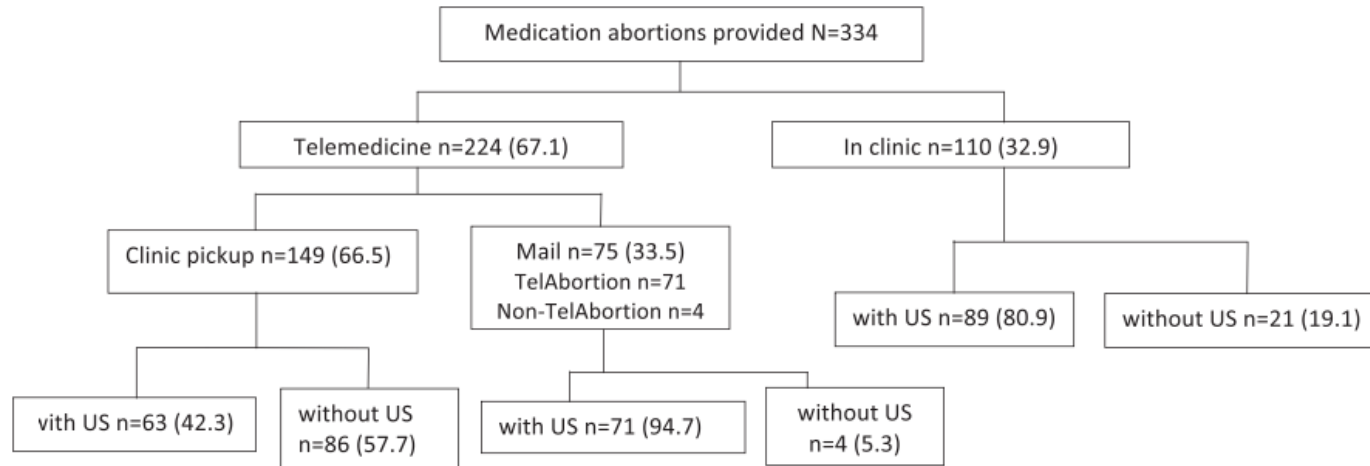 Medication abortions provided N=334
Telemedicine n=224 (67.1)
In clinic n=110 (32.9)
Clinic pickup n=149 (66.5)
Mail n=75 (33.5)
TelAbortion n=71
Non-TelAbortion n=4
with US n=89 (80.9)
without US n=21 (19.1)
vith US n=63 (42.3)
without US
n=86 (57.7)
with US n=71 (94.7)
without US
n=4 (5.3)